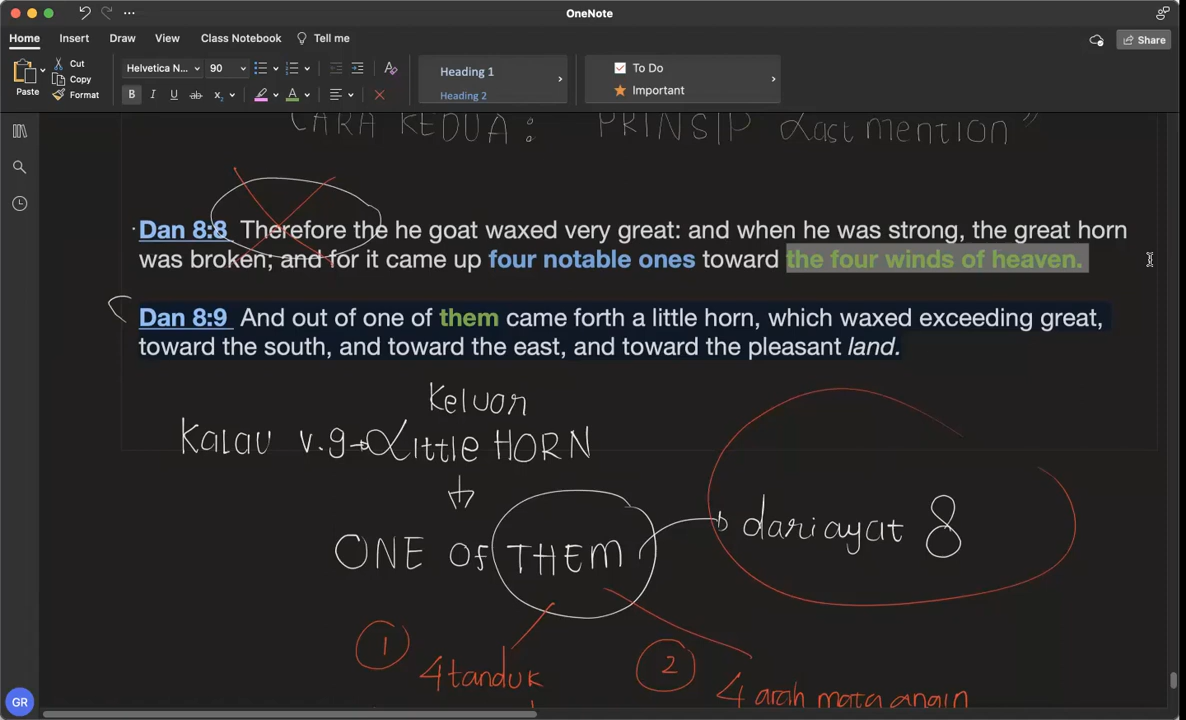 OneNote
Home Insert Draw View Class Notebook Tell me Share
Paste Cut Copy Format
Helvetica N... 90
B I U ab x
A
Heading 1
Heading 2
To Do
Important
CARA KEDUA : PRINSIP Last mention"
Dan 8:8 Therefore the he goat waxed very great: and when he was strong, the great horn
was broken; and for it came up four notable ones toward the four winds of heaven.
Dan 8:9 And out of one of them came forth a little horn, which waxed exceeding great,
toward the south, and toward the east, and toward the pleasant land.
Keluar
Kalau v.9 → Little HORN
ONE Of THEM → dari ayat 8
1 4 tanduk
2 4 arah mata angin
GR